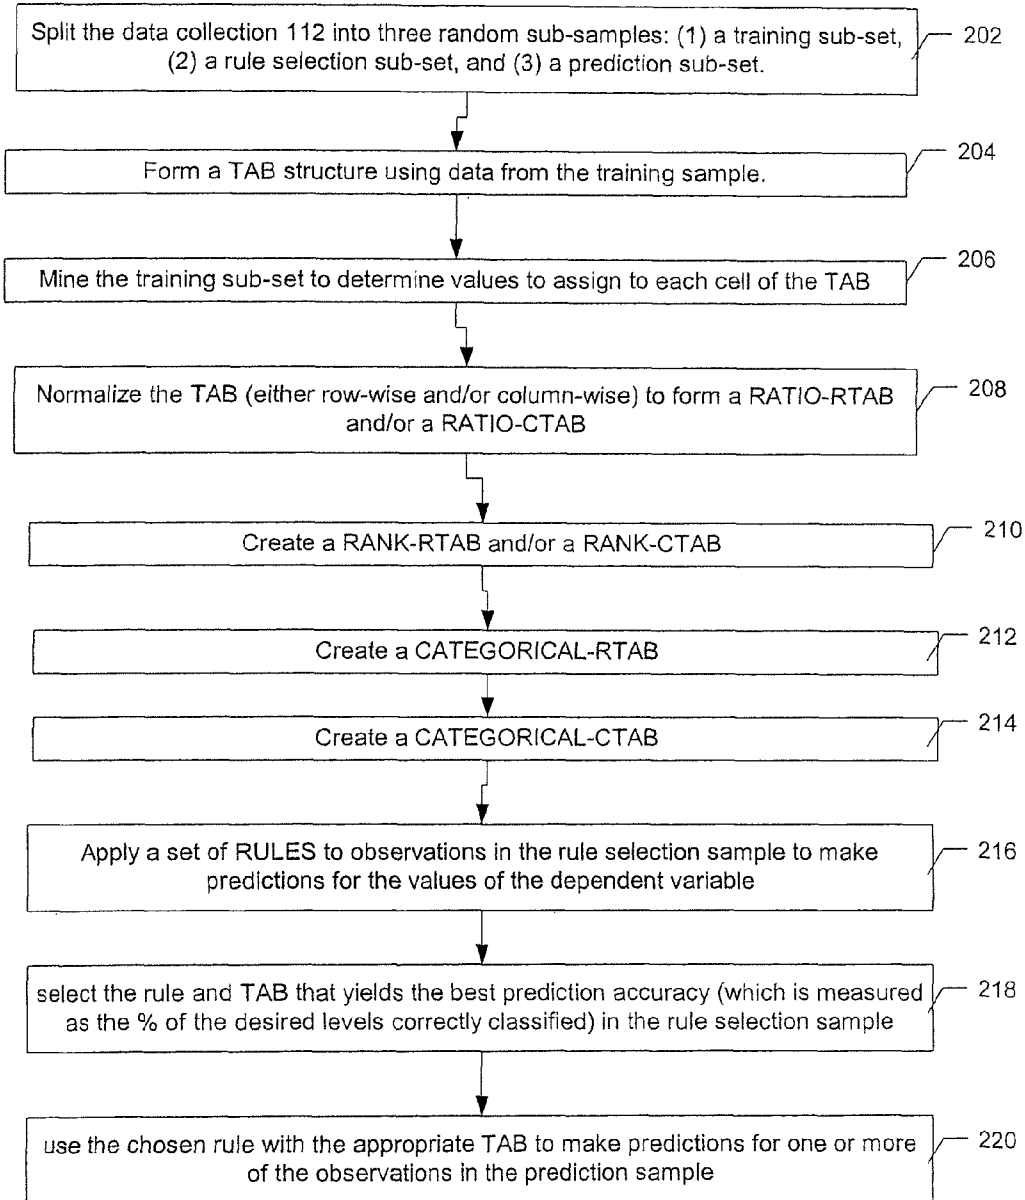 Split the data collection 112 into three random sub-samples: (1) a training sub-set,
(2) a rule selection sub-set, and (3) a prediction sub-set.
202
Form a TAB structure using data from the training sample.
204
Mine the training sub-set to determine values to assign to each cell of the TAB
206
Normalize the TAB (either row-wise and/or column-wise) to form a RATIO-RTAB
and/or a RATIO-CTAB
208
Create a RANK-RTAB and/or a RANK-CTAB
210
Create a CATEGORICAL-RTAB
212
Create a CATEGORICAL-CTAB
214
Apply a set of RULES to observations in the rule selection sample to make
predictions for the values of the dependent variable
216
select the rule and TAB that yields the best prediction accuracy (which is measured
as the % of the desired levels correctly classified) in the rule selection sample
218
use the chosen rule with the appropriate TAB to make predictions for one or more
of the observations in the prediction sample
220